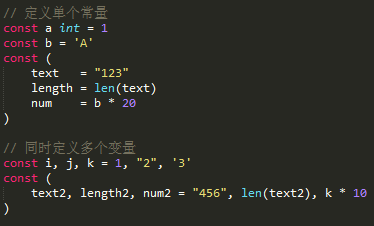 // 定义单个常量
const a int = 1
const b = 'A'
const (
    text   = "123"
    length = len(text)
    num    = b * 20
)

// 同时定义多个变量
const i, j, k = 1, "2", '3'
const (
    text2, length2, num2 = "456", len(text2), k * 10
)